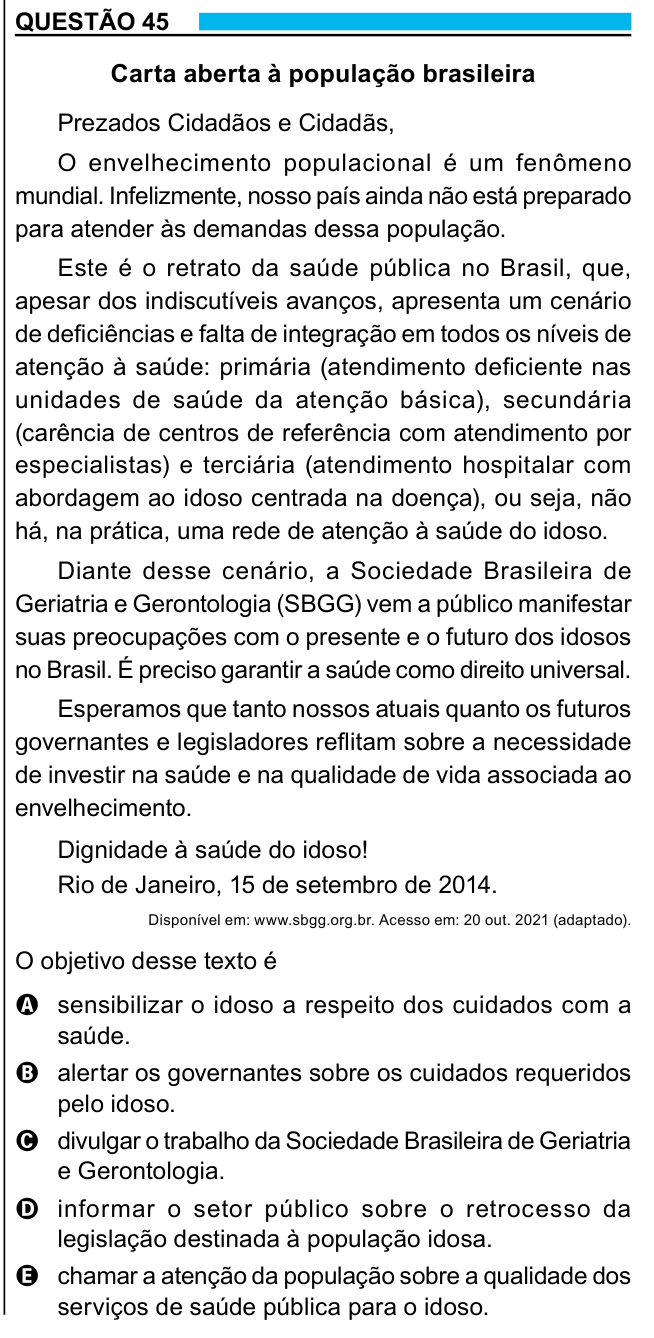 QUESTÃO 45
Carta aberta à população brasileira
Prezados Cidadãos e Cidadãs,
O envelhecimento populacional é um fenômeno
mundial. Infelizmente, nosso país ainda não está preparado
para atender às demandas dessa população.
Este é o retrato da saúde pública no Brasil, que,
apesar dos indiscutíveis avanços, apresenta um cenário
de deficiências e falta de integração em todos os níveis de
atenção à saúde: primária (atendimento deficiente nas
unidades de saúde da atenção básica), secundária
(carência de centros de referência com atendimento por
especialistas) e terciária (atendimento hospitalar com
abordagem ao idoso centrada na doença), ou seja, não
há, na prática, uma rede de atenção à saúde do idoso.
Diante desse cenário, a Sociedade Brasileira de
Geriatria e Gerontologia (SBGG) vem a público manifestar
suas preocupações com o presente e o futuro dos idosos
no Brasil. É preciso garantir a saúde como direito universal.
Esperamos que tanto nossos atuais quanto os futuros
governantes e legisladores reflitam sobre a necessidade
de investir na saúde e na qualidade de vida associada ao
envelhecimento.
Dignidade à saúde do idoso!
Rio de Janeiro, 15 de setembro de 2014.
Disponível em: www.sbgg.org.br. Acesso em: 20 out. 2021 (adaptado).
O objetivo desse texto é
A sensibilizar o idoso a respeito dos cuidados com a
saúde.
B alertar os governantes sobre os cuidados requeridos
pelo idoso.
C divulgar o trabalho da Sociedade Brasileira de Geriatria
e Gerontologia.
D informar o setor público sobre o retrocesso da
legislação destinada à população idosa.
E chamar a atenção da população sobre a qualidade dos
serviços de saúde pública para o idoso.